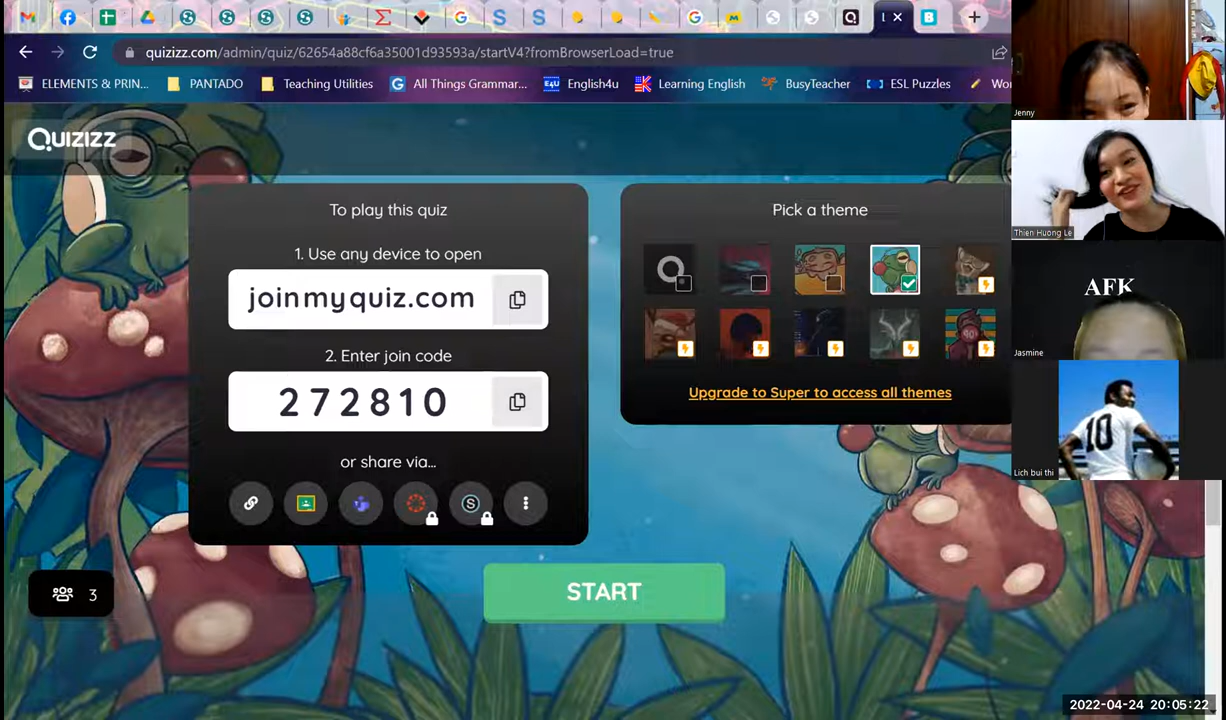 quizizz.com/admin/quiz/62654a88cf6a35001d93593a/startV4?fromBrowserLoad=true
ELEMENTS & PRIN... PANTADO Teaching Utilities All Things Grammar... English4u Learning English BusyTeacher ESL Puzzles
Quizizz
To play this quiz
1. Use any device to open
joinmyquiz.com
2. Enter join code
272810
or share via...
Pick a theme
Upgrade to Super to access all themes
3
START
Jenny
Thien Huong Le
AFK
Jasmine
10
Lich bui thi
2022-04-24 20:05:22